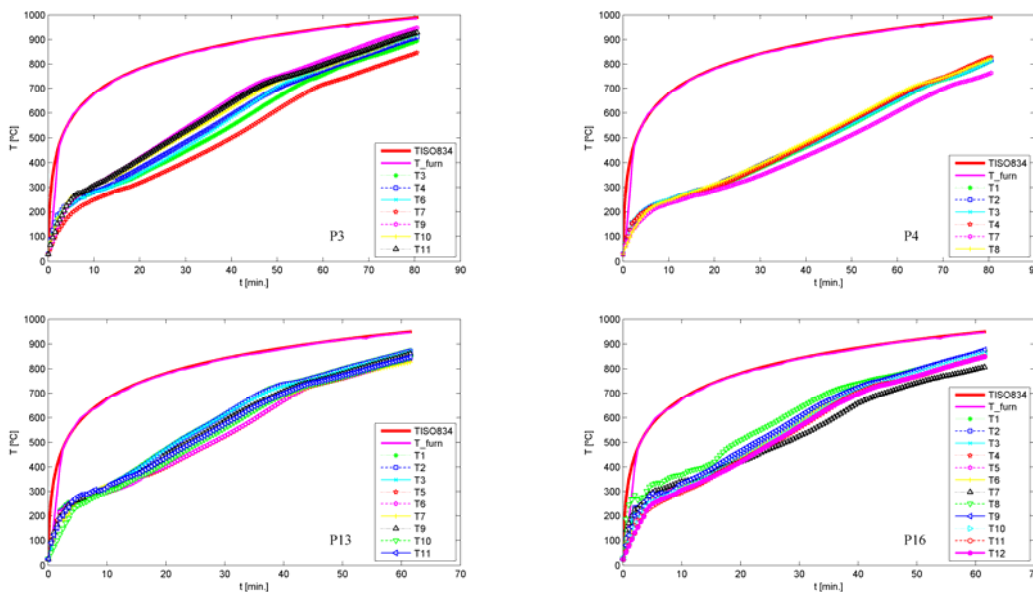 1000
900
800
700
600
500
400
300
200
100
0
T [ºC]
TISO834
T_furn
T3
T4
T6
T7
T9
T10
T11
P3
0 10 20 30 40 50 60 70 80 90
t [min.]
1000
900
800
700
600
500
400
300
200
100
0
T [ºC]
TISO834
T_furn
T1
T2
T3
T4
T7
T8
P4
0 10 20 30 40 50 60 70 80
t [min.]
1000
900
800
700
600
500
400
300
200
100
0
T [ºC]
TISO834
T_furn
T1
T2
T3
T5
T6
T7
T9
T10
T11
P13
0 10 20 30 40 50 60 70
t [min.]
1000
900
800
700
600
500
400
300
200
100
0
T [ºC]
TISO834
T_furn
T1
T2
T3
T4
T5
T6
T7
T8
T9
T10
T11
T12
P16
0 10 20 30 40 50 60
t [min.]